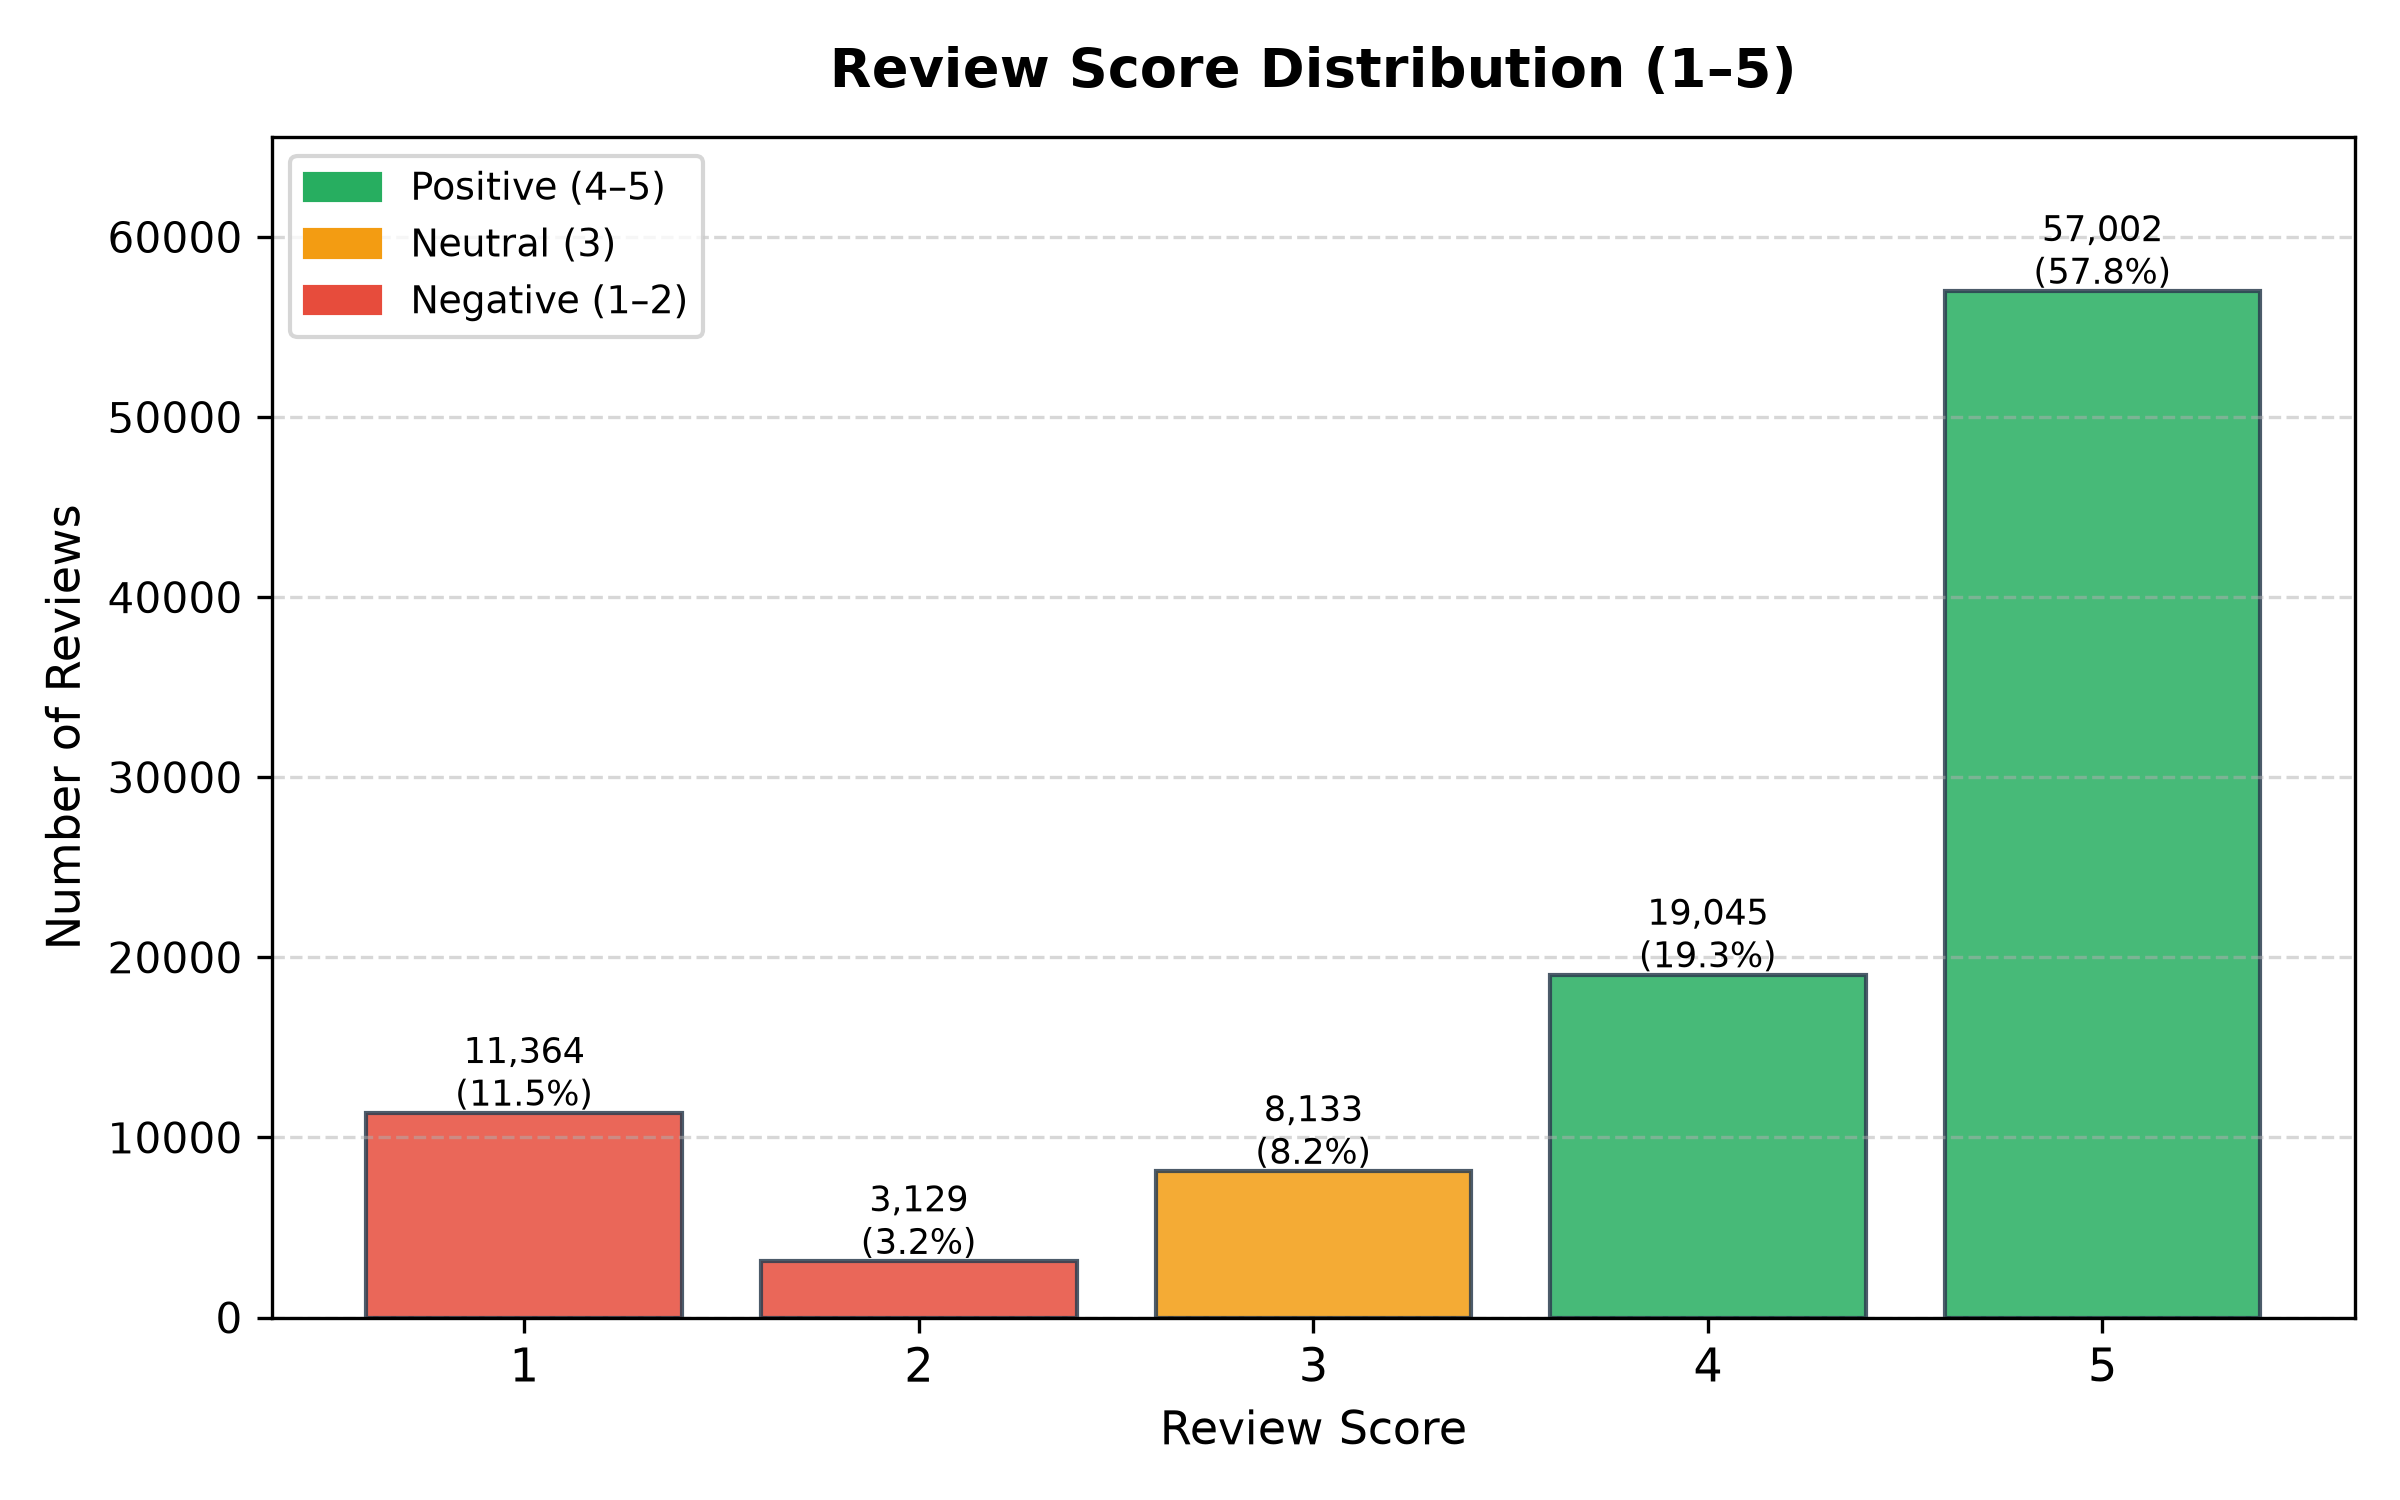 Review Score Distribution (1–5)
Positive (4–5)
Neutral (3)
Negative (1–2)
Number of Reviews
60000
50000
40000
30000
20000
10000
0
11,364
(11.5%)
3,129
(3.2%)
8,133
(8.2%)
19,045
(19.3%)
57,002
(57.8%)
1 2 3 4 5
Review Score